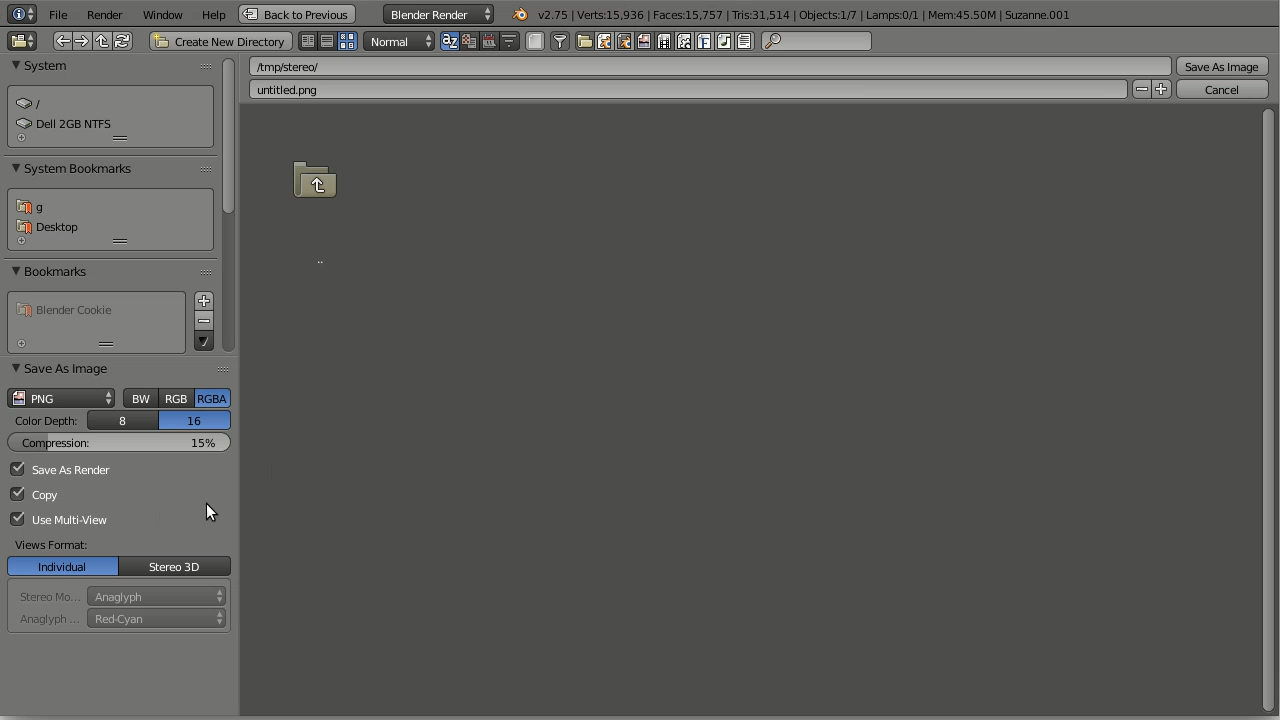 File Render Window Help Back to Previous Blender Render v2.75 | Verts:15,936 | Faces:15,757 | Tris:31,514 | Objects:1/7 | Lamps:0/1 | Mem:45.50M | Suzanne.001
Create New Directory Normal
System
/
Dell 2GB NTFS
System Bookmarks
g
Desktop
Bookmarks
Blender Cookie
/tmp/stereo/ Save As Image
untitled.png Cancel
..
Save As Image
PNG BW RGB RGBA
Color Depth: 8 16
Compression: 15%
Save As Render
Copy
Use Multi-View
Views Format:
Individual Stereo 3D
Stereo Mo... Anaglyph
Anaglyph ... Red-Cyan